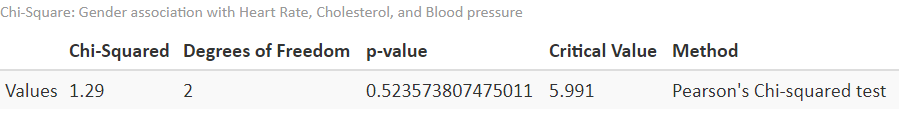 Chi-Square: Gender association with Heart Rate, Cholesterol, and Blood pressure
Chi-Squared Degrees of Freedom p-value Critical Value Method
Values 1.29 2 0.523573807475011 5.991 Pearson's Chi-squared test